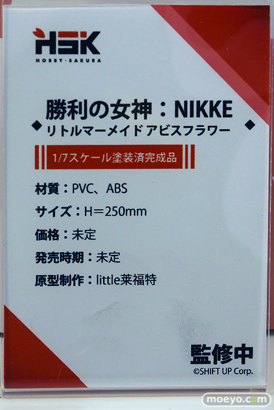 HSK
HOBBY・SAKURA
勝利の女神：NIKKE
リトルマーメイド アビスフラワー
1/7スケール塗装済完成品
材質：PVC、ABS
サイズ：H＝250mm
価格：未定
発売時期：未定
原型制作：little莱福特
監修中
©SHIFT UP Corp.
moeyo.com